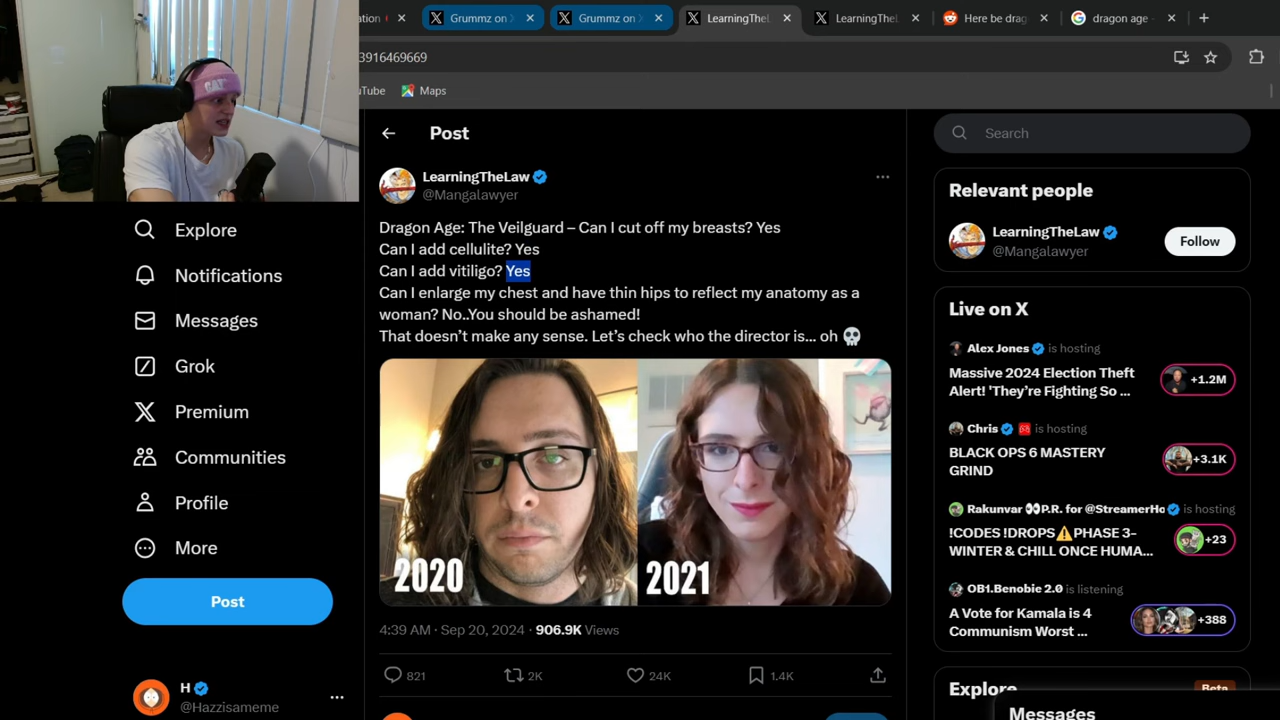 ation
Grummz on X
Grummz on X
LearningTheL
LearningTheL
Here be drag
dragon age -
3916469669
uTube
Maps
CAT
Explore
Notifications
Messages
Grok
Premium
Communities
Profile
More
Post
H
@Hazzisameme
Post
LearningTheLaw
@Mangalawyer
Dragon Age: The Veilguard – Can I cut off my breasts? Yes
Can I add cellulite? Yes
Can I add vitiligo? Yes
Can I enlarge my chest and have thin hips to reflect my anatomy as a
woman? No..You should be ashamed!
That doesn’t make any sense. Let’s check who the director is... oh 💀
2020
2021
4:39 AM · Sep 20, 2024 · 906.9K Views
821
2K
24K
1.4K
Search
Relevant people
LearningTheLaw
@Mangalawyer
Follow
Live on X
Alex Jones is hosting
Massive 2024 Election Theft
Alert! 'They’re Fighting So ...
+1.2M
Chris is hosting
BLACK OPS 6 MASTERY
GRIND
+3.1K
Rakunvar 👀P.R. for @StreamerHo is hosting
!CODES !DROPS⚠️PHASE 3-
WINTER & CHILL ONCE HUMA...
+23
OB1.Benobie 2.0 is listening
A Vote for Kamala is 4
Communism Worst ...
+388
Explore
Beta
Messages